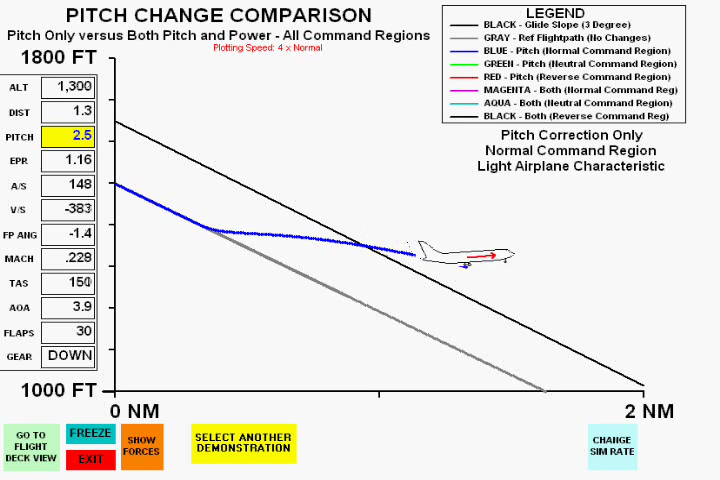 PITCH CHANGE COMPARISON
Pitch Only versus Both Pitch and Power - All Command Regions
Plotting Speed: 4 x Normal
LEGEND
BLACK - Glide Slope (3 Degree)
GRAY - Ref Flightpath (No Changes)
BLUE - Pitch (Normal Command Region)
GREEN - Pitch (Neutral Command Region)
RED - Pitch (Reverse Command Region)
MAGENTA - Both (Normal Command Reg)
AQUA - Both (Neutral Command Region)
BLACK - Both (Reverse Command Reg)
Pitch Correction Only
Normal Command Region
Light Airplane Characteristic
1800 FT
ALT 1,300
DIST 1.3
PITCH 2.5
EPR 1.16
A/S 148
V/S -383
FP ANG -1.4
MACH .228
TAS 150
AOA 3.9
FLAPS 30
GEAR DOWN
1000 FT
0 NM
2 NM
GO TO
FLIGHT
DECK VIEW
FREEZE
EXIT
SHOW
FORCES
SELECT ANOTHER
DEMONSTRATION
CHANGE
SIM RATE